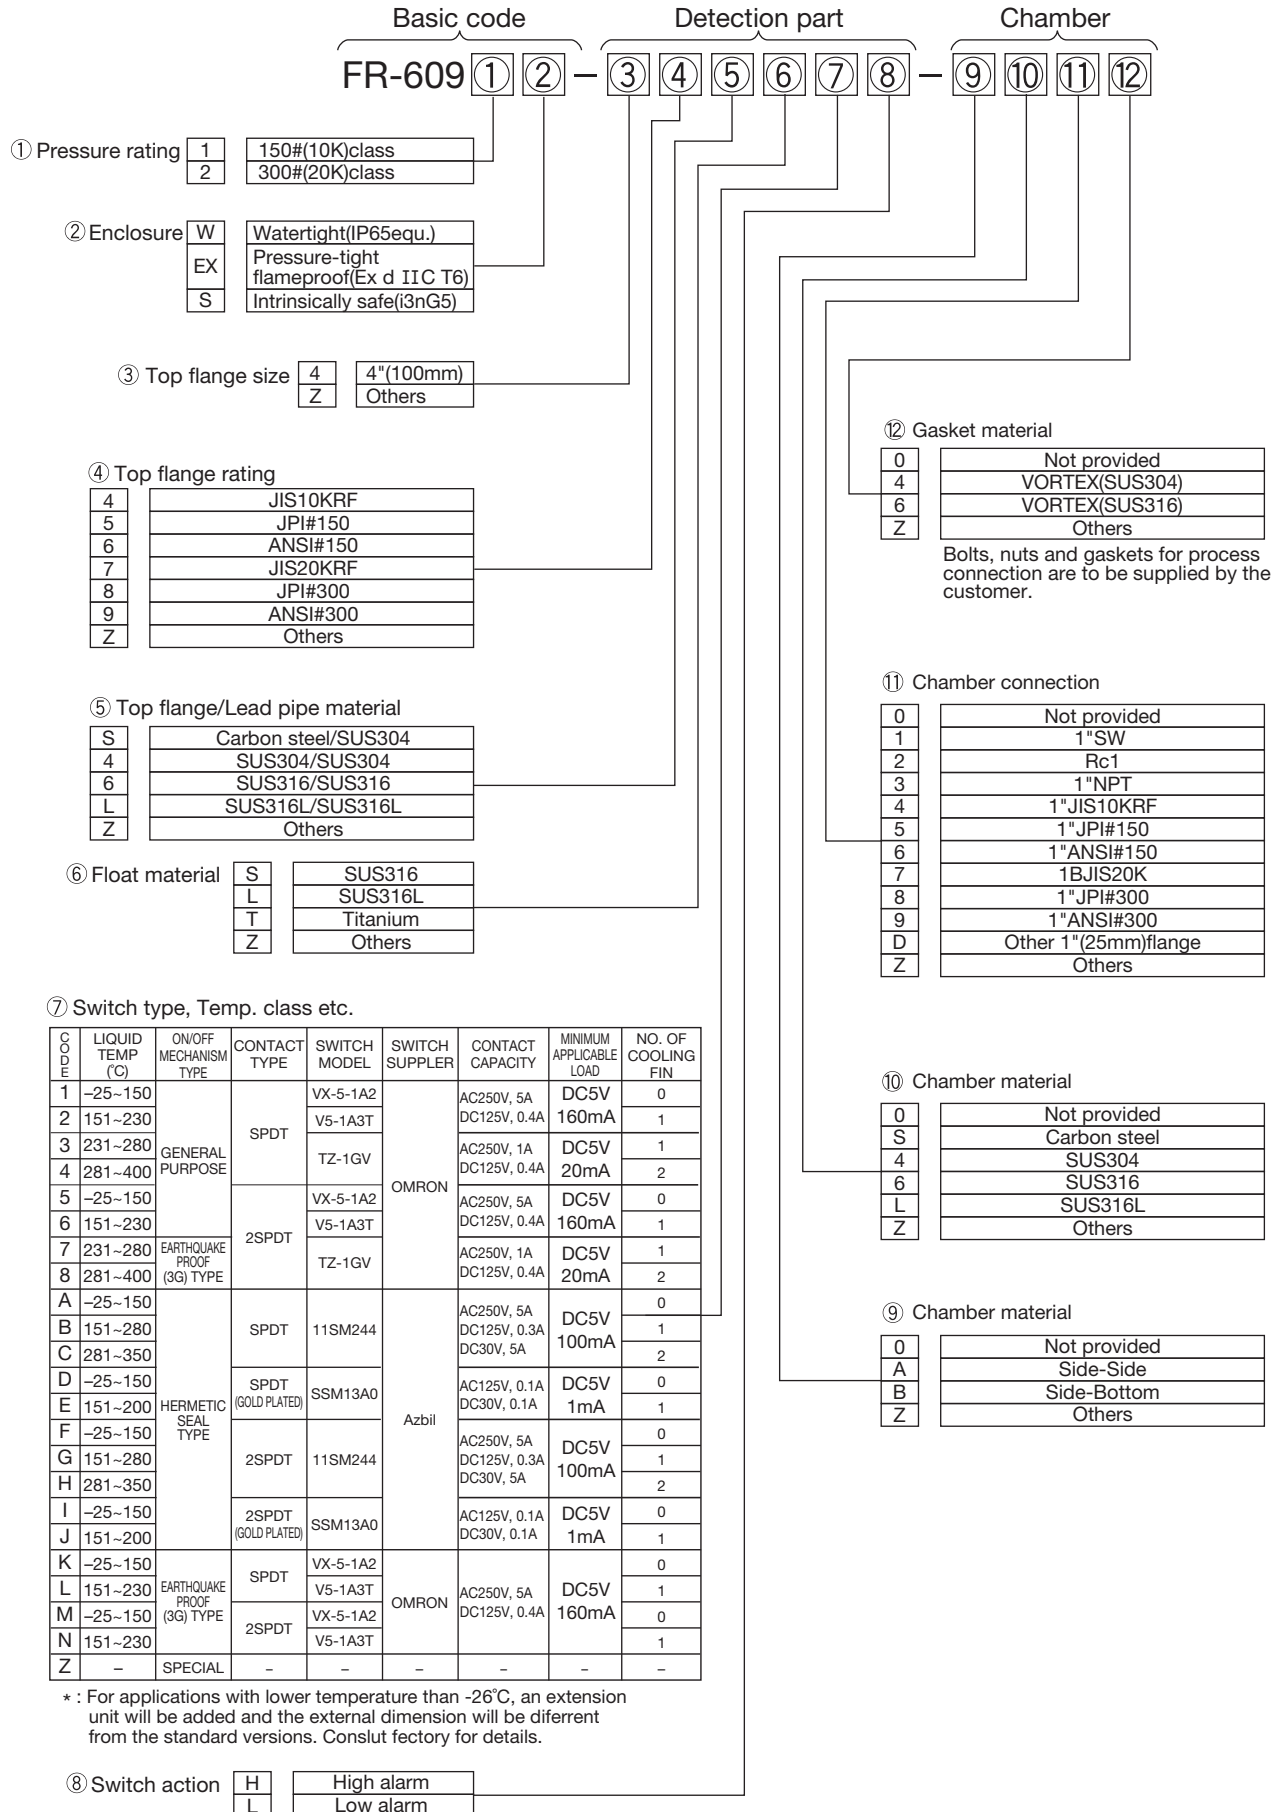 Basic code Detection part Chamber
FR-609 ① ② – ③ ④ ⑤ ⑥ ⑦ ⑧ – ⑨ ⑩ ⑪ ⑫
① Pressure rating
1 150#(10K)class
2 300#(20K)class
② Enclosure
W Watertight(IP65equ.)
EX Pressure-tight
flameproof(Ex d IIC T6)
S Intrinsically safe(i3nG5)
③ Top flange size
4 4"(100mm)
Z Others
④ Top flange rating
4 JIS10KRF
5 JPI#150
6 ANSI#150
7 JIS20KRF
8 JPI#300
9 ANSI#300
Z Others
⑤ Top flange/Lead pipe material
S Carbon steel/SUS304
4 SUS304/SUS304
6 SUS316/SUS316
L SUS316L/SUS316L
Z Others
⑥ Float material
S SUS316
L SUS316L
T Titanium
Z Others
⑦ Switch type, Temp. class etc.
CODE LIQUID TEMP (°C) ON/OFF MECHANISM TYPE CONTACT TYPE SWITCH MODEL SWITCH SUPPLER CONTACT CAPACITY MINIMUM APPLICABLE LOAD NO. OF COOLING FIN
1 –25~150 GENERAL PURPOSE SPDT VX-5-1A2 OMRON AC250V, 5A DC125V, 0.4A DC5V 160mA 0
2 151~230 V5-1A3T 1
3 231~280 TZ-1GV AC250V, 1A DC125V, 0.4A DC5V 20mA 1
4 281~400 2
5 –25~150 2SPDT VX-5-1A2 AC250V, 5A DC125V, 0.4A DC5V 160mA 0
6 151~230 V5-1A3T 1
7 231~280 EARTHQUAKE PROOF (3G) TYPE TZ-1GV AC250V, 1A DC125V, 0.4A DC5V 20mA 1
8 281~400 2
A –25~150 HERMETIC SEAL TYPE SPDT 11SM244 Azbil AC250V, 5A DC125V, 0.3A DC30V, 5A DC5V 100mA 0
B 151~280 1
C 281~350 2
D –25~150 SPDT (GOLD PLATED) SSM13A0 AC125V, 0.1A DC30V, 0.1A DC5V 1mA 0
E 151~200 1
F –25~150 2SPDT 11SM244 AC250V, 5A DC125V, 0.3A DC30V, 5A DC5V 100mA 0
G 151~280 1
H 281~350 2
I –25~150 2SPDT (GOLD PLATED) SSM13A0 AC125V, 0.1A DC30V, 0.1A DC5V 1mA 0
J 151~200 1
K –25~150 EARTHQUAKE PROOF (3G) TYPE SPDT VX-5-1A2 OMRON AC250V, 5A DC125V, 0.4A DC5V 160mA 0
L 151~230 V5-1A3T 1
M –25~150 2SPDT VX-5-1A2 0
N 151~230 V5-1A3T 1
Z – SPECIAL – – – – – –
* : For applications with lower temperature than -26°C, an extension
unit will be added and the external dimension will be diferrent
from the standard versions. Conslut fectory for details.
⑧ Switch action
H High alarm
L Low alarm
⑫ Gasket material
0 Not provided
4 VORTEX(SUS304)
6 VORTEX(SUS316)
Z Others
Bolts, nuts and gaskets for process
connection are to be supplied by the
customer.
⑪ Chamber connection
0 Not provided
1 1"SW
2 Rc1
3 1"NPT
4 1"JIS10KRF
5 1"JPI#150
6 1"ANSI#150
7 1BJIS20K
8 1"JPI#300
9 1"ANSI#300
D Other 1"(25mm)flange
Z Others
⑩ Chamber material
0 Not provided
S Carbon steel
4 SUS304
6 SUS316
L SUS316L
Z Others
⑨ Chamber material
0 Not provided
A Side-Side
B Side-Bottom
Z Others